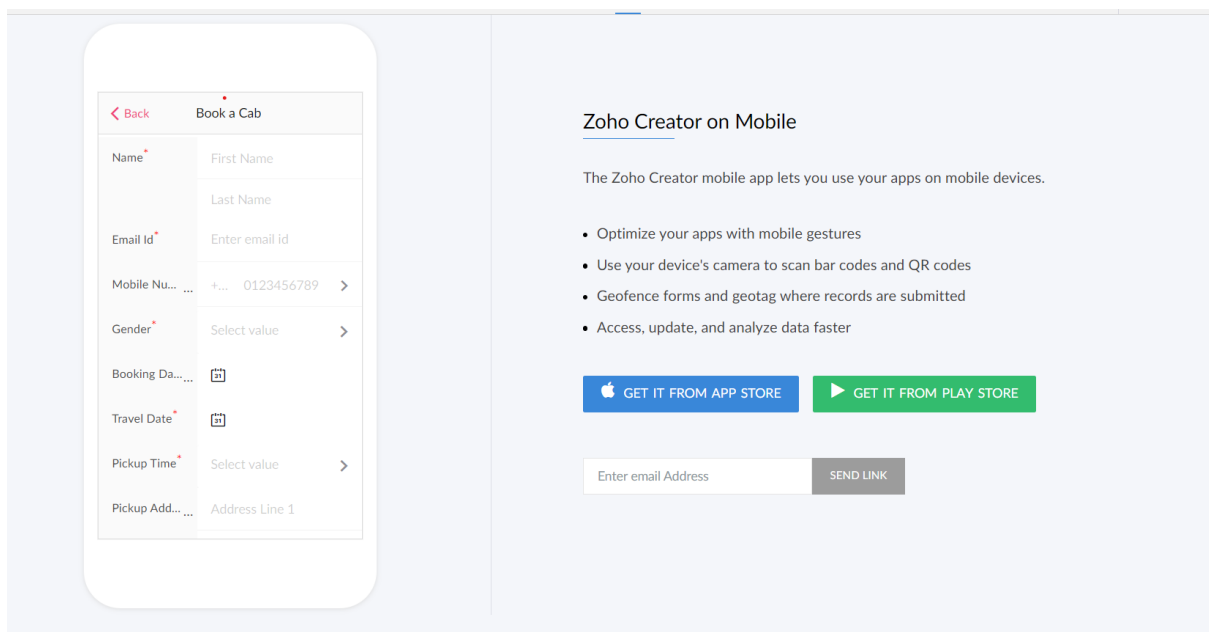 Back Book a Cab
Name* First Name
Last Name
Email Id* Enter email id
Mobile Nu... ... +... 0123456789
Gender* Select value
Booking Da... ... 31
Travel Date* 31
Pickup Time* Select value
Pickup Add... ... Address Line 1
Zoho Creator on Mobile
The Zoho Creator mobile app lets you use your apps on mobile devices.
• Optimize your apps with mobile gestures
• Use your device's camera to scan bar codes and QR codes
• Geofence forms and geotag where records are submitted
• Access, update, and analyze data faster
GET IT FROM APP STORE GET IT FROM PLAY STORE
Enter email Address SEND LINK